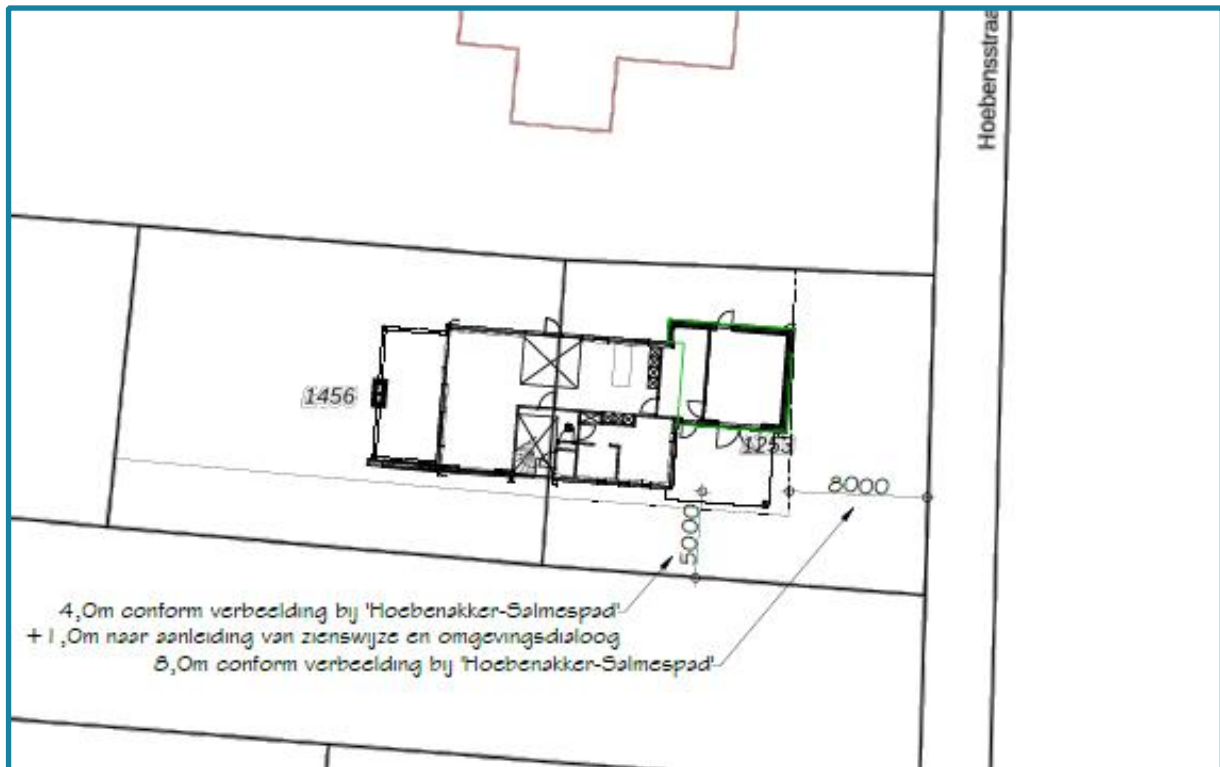 Hoebensstraa
1456
1253
8000
5000
4,0m conform verbeelding bij 'Hoebenakker-Salmespad'
+1,0m naar aanleiding van zienswijze en omgevingsdialoog
8,0m conform verbeelding bij 'Hoebenakker-Salmespad'